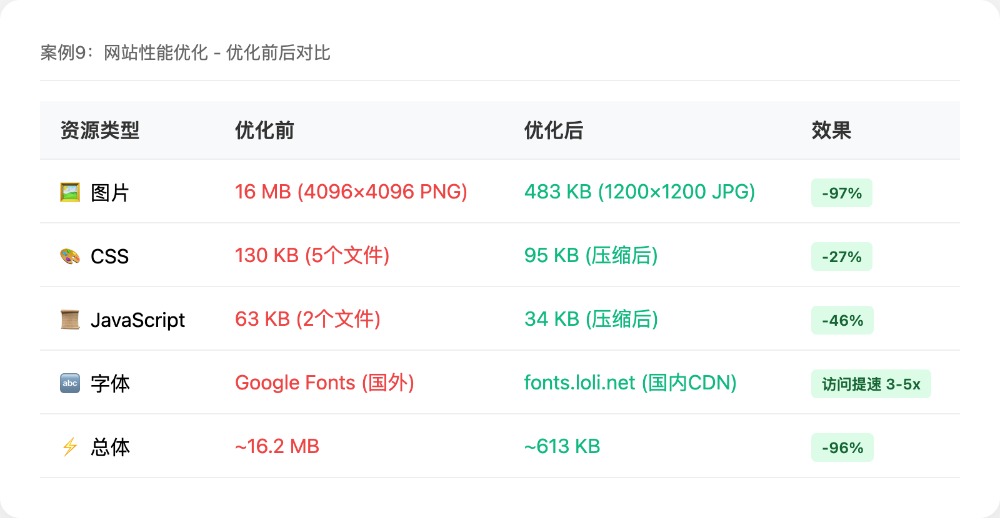 案例9：网站性能优化 - 优化前后对比
资源类型 优化前 优化后 效果
图片 16 MB (4096×4096 PNG) 483 KB (1200×1200 JPG) -97%
CSS 130 KB (5个文件) 95 KB (压缩后) -27%
JavaScript 63 KB (2个文件) 34 KB (压缩后) -46%
abc 字体 Google Fonts (国外) fonts.loli.net (国内CDN) 访问提速 3-5x
总体 ~16.2 MB ~613 KB -96%